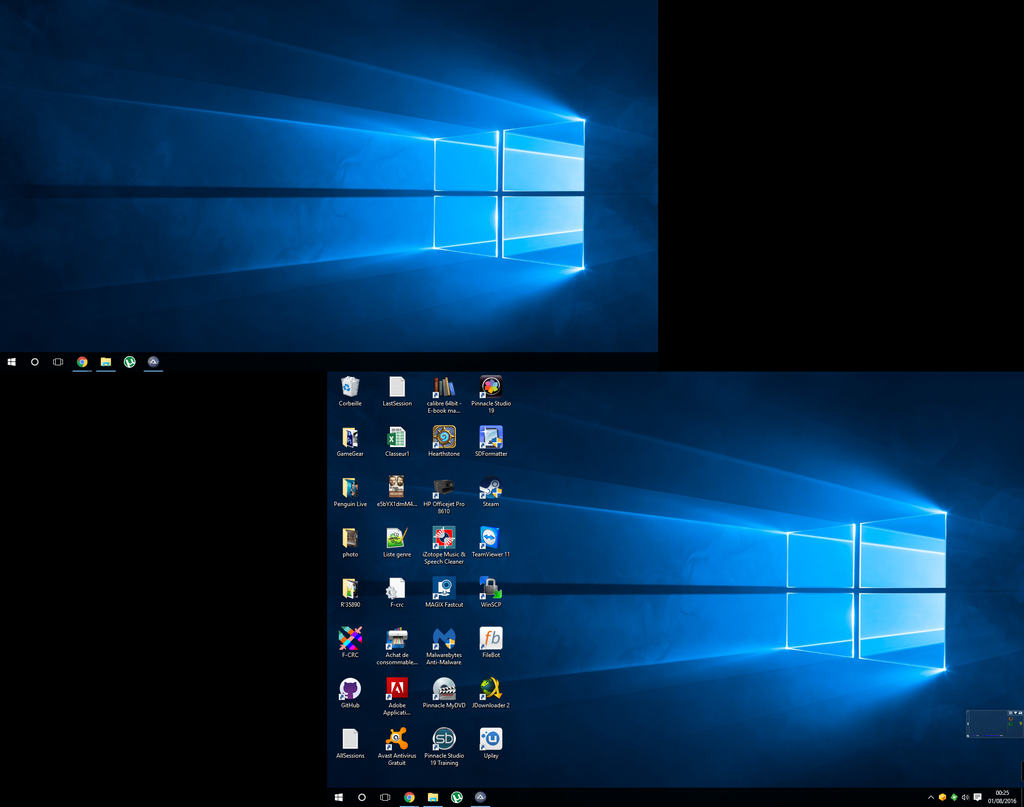 Corbeille
LastSession
calibre 64bit -
E-book ma...
Pinnacle Studio
19
GameGear
Classeur1
Hearthstone
SDFormatter
Penguin Live
e5bYX1dmM4...
HP Officejet Pro
8610
Steam
photo
Liste genre
iZotope Music &
Speech Cleaner
TeamViewer 11
R'35890
F-crc
MAGIX Fastcut
WinSCP
F-CRC
Achat de
consommable...
Malwarebytes
Anti-Malware
FileBot
GitHub
Adobe
Applicati...
Pinnacle MyDVD
JDownloader 2
AllSessions
Avast Antivirus
Gratuit
Pinnacle Studio
19 Training
Uplay
00:25
01/08/2016